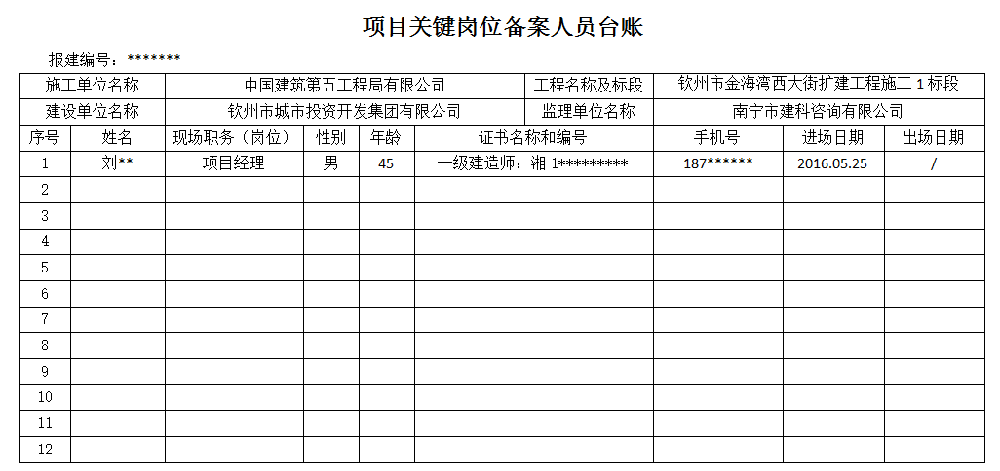 项目关键岗位备案人员台账
报建编号：*******
施工单位名称 中国建筑第五工程局有限公司 工程名称及标段 钦州市金海湾西大街扩建工程施工1标段
建设单位名称 钦州市城市投资开发集团有限公司 监理单位名称 南宁市建科咨询有限公司
序号 姓名 现场职务（岗位） 性别 年龄 证书名称和编号 手机号 进场日期 出场日期
1 刘** 项目经理 男 45 一级建造师：湘1********* 187****** 2016.05.25 /
2
3
4
5
6
7
8
9
10
11
12